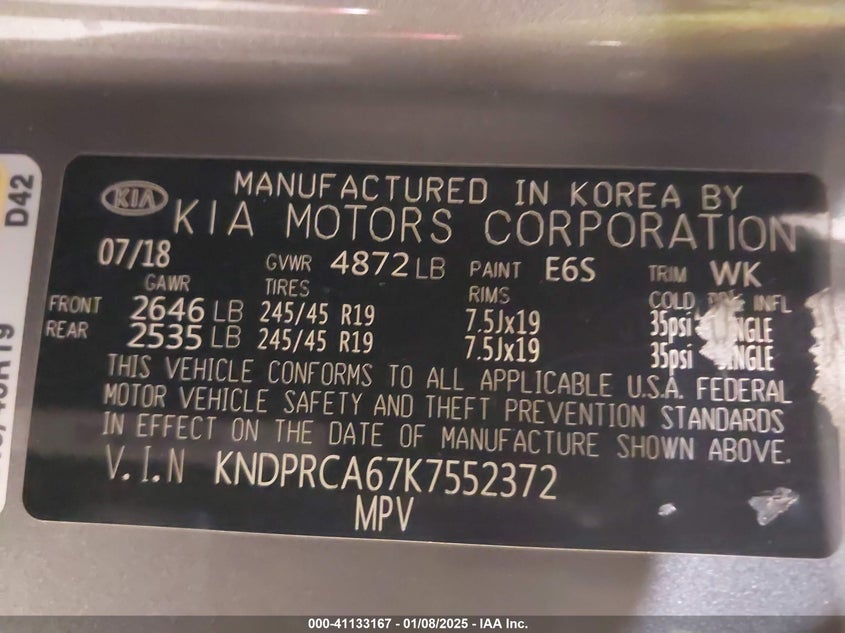 D42
KIA
MANUFACTURED IN KOREA BY
KIA MOTORS CORPORATION
07/18 GVWR 4872 LB PAINT E6S TRIM WK
GAWR TIRES RIMS COLD INFL
FRONT 2646 LB 245/45 R19 7.5Jx19 35psi
REAR 2535 LB 245/45 R19 7.5Jx19 35psi
THIS VEHICLE CONFORMS TO ALL APPLICABLE U.S.A. FEDERAL
MOTOR VEHICLE SAFETY AND THEFT PREVENTION STANDARDS
IN EFFECT ON THE DATE OF MANUFACTURE SHOWN ABOVE.
V.I.N KNDPRCA67K7552372
MPV
000-41133167 - 01/08/2025 - IAA Inc.